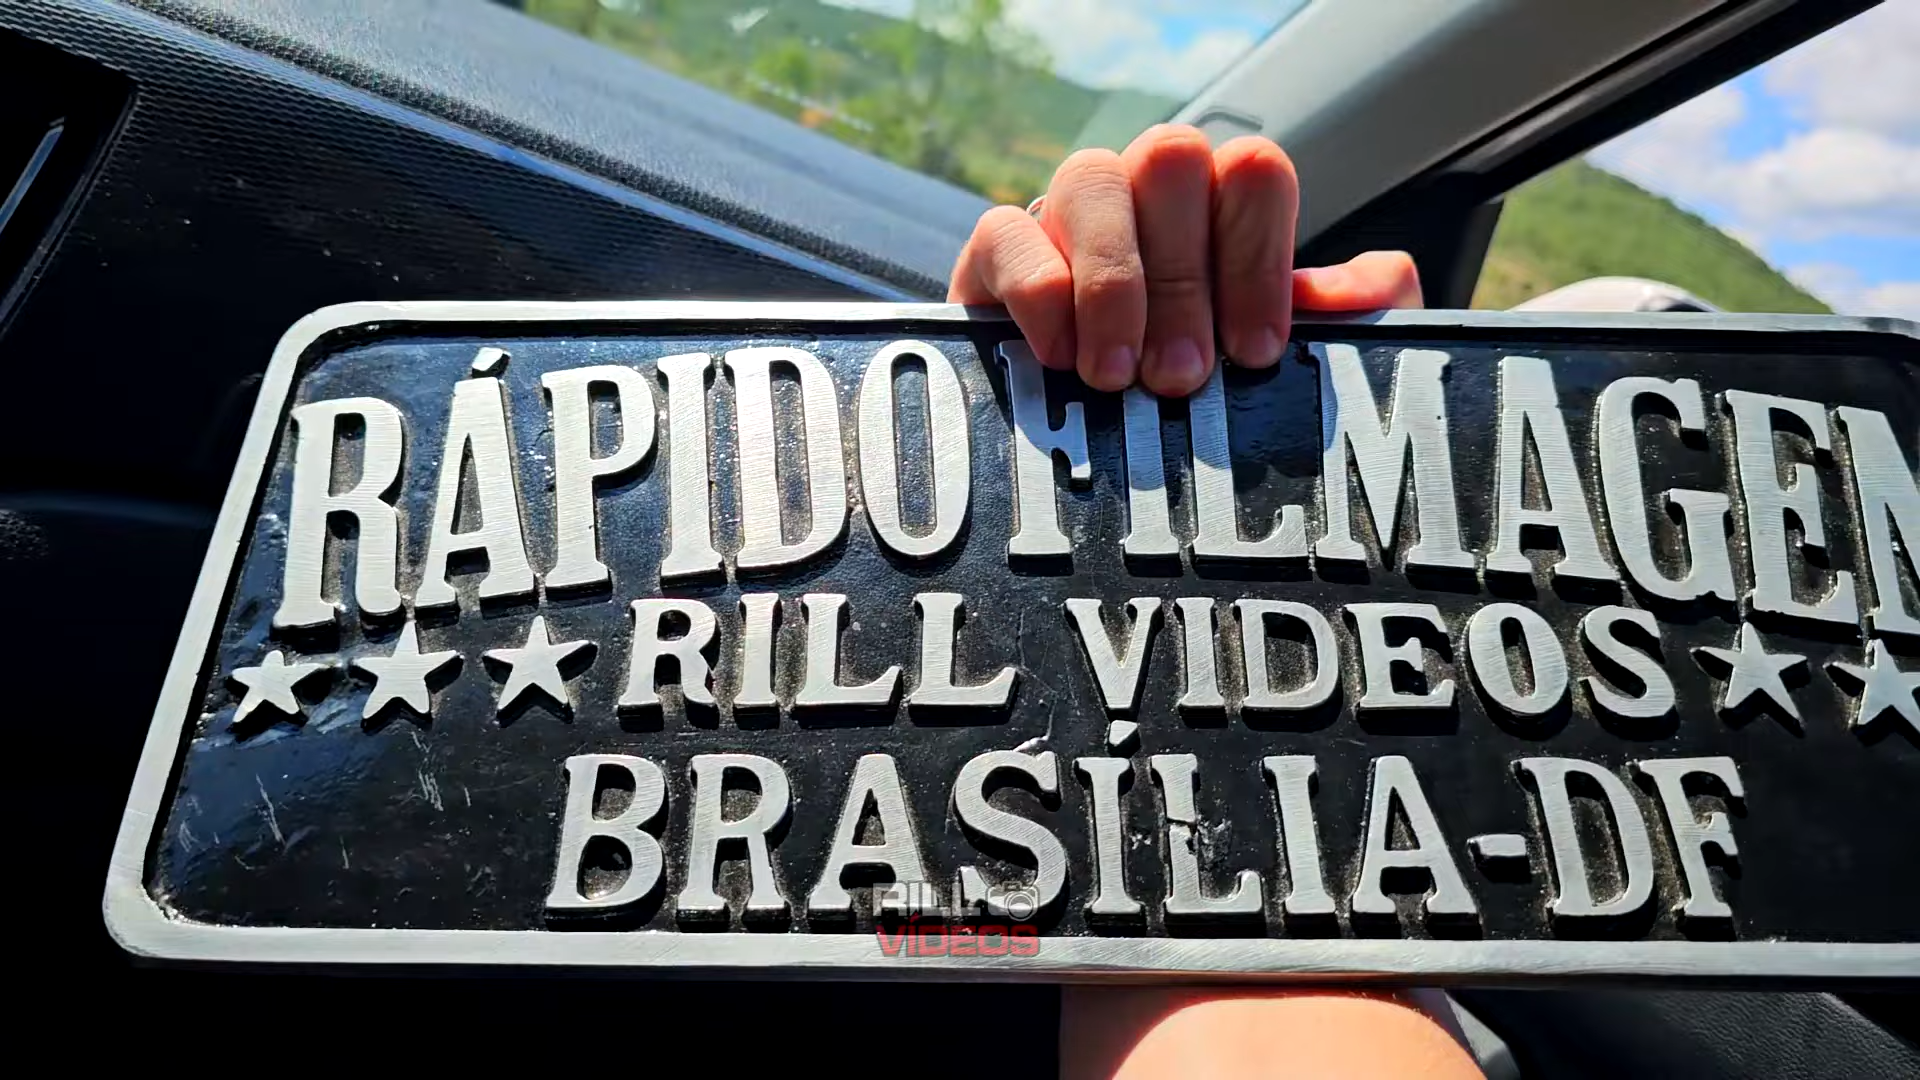 RÁPIDO FILMAGEN
RILL VIDEOS
BRASÍLIA-DF
RILL
VÍDEOS